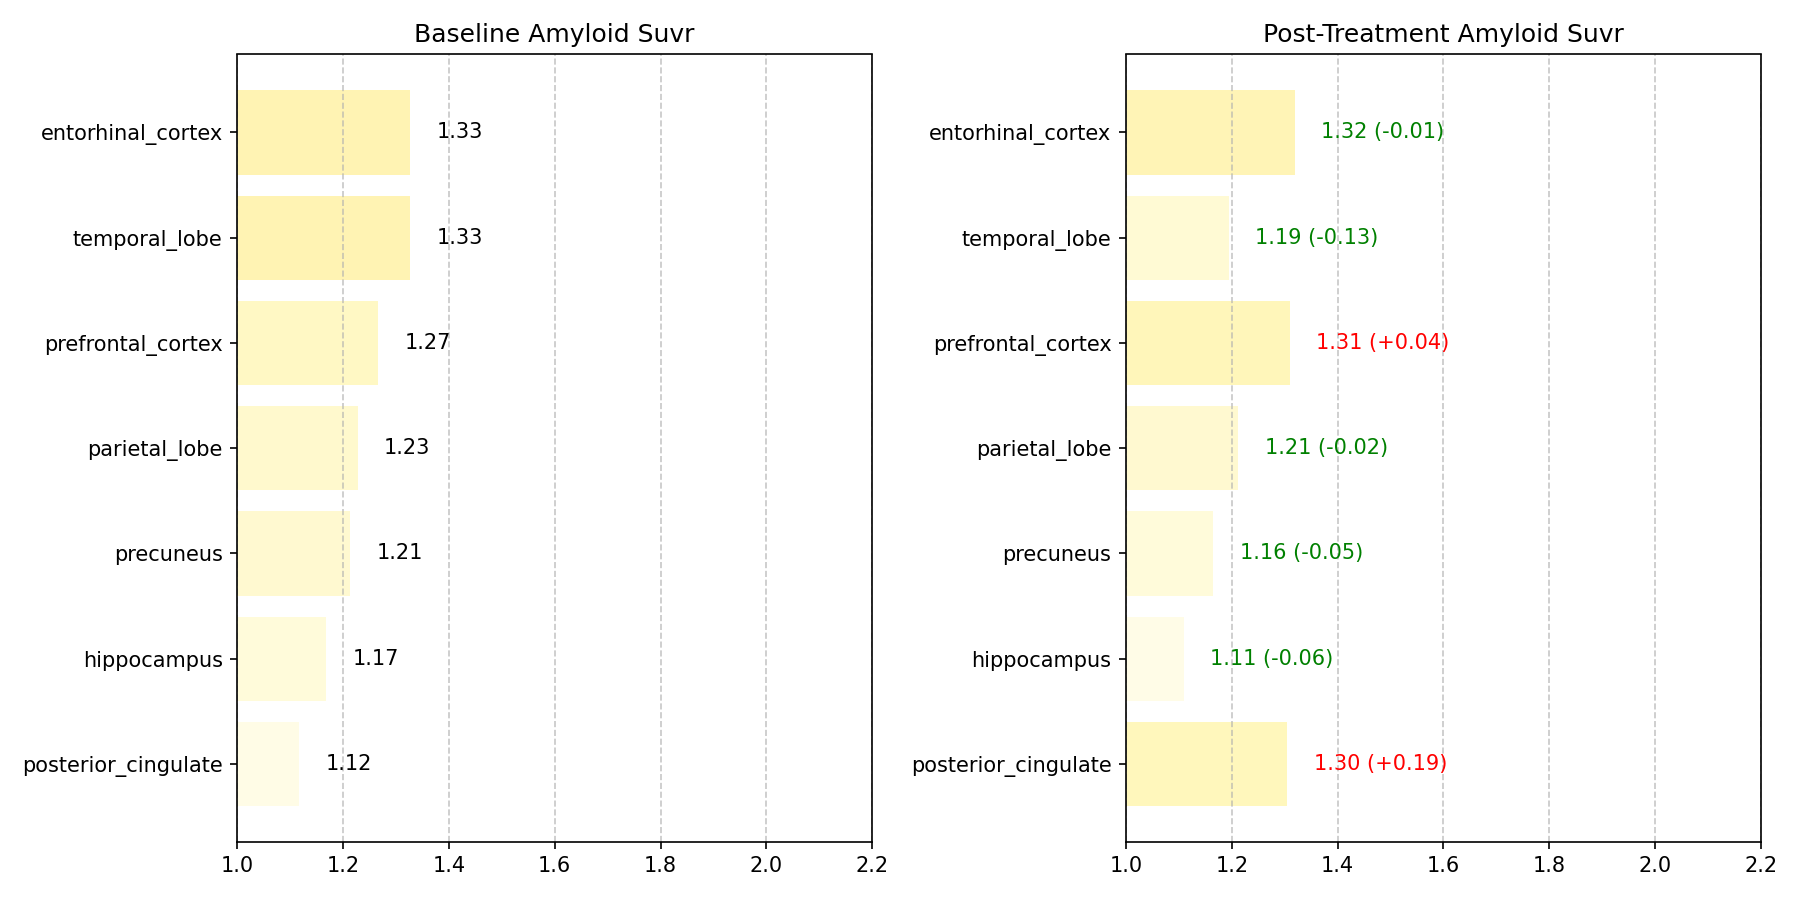 Baseline Amyloid Suvr
entorhinal_cortex 1.33
temporal_lobe 1.33
prefrontal_cortex 1.27
parietal_lobe 1.23
precuneus 1.21
hippocampus 1.17
posterior_cingulate 1.12
1.0 1.2 1.4 1.6 1.8 2.0 2.2
Post-Treatment Amyloid Suvr
entorhinal_cortex 1.32 (-0.01)
temporal_lobe 1.19 (-0.13)
prefrontal_cortex 1.31 (+0.04)
parietal_lobe 1.21 (-0.02)
precuneus 1.16 (-0.05)
hippocampus 1.11 (-0.06)
posterior_cingulate 1.30 (+0.19)
1.0 1.2 1.4 1.6 1.8 2.0 2.2